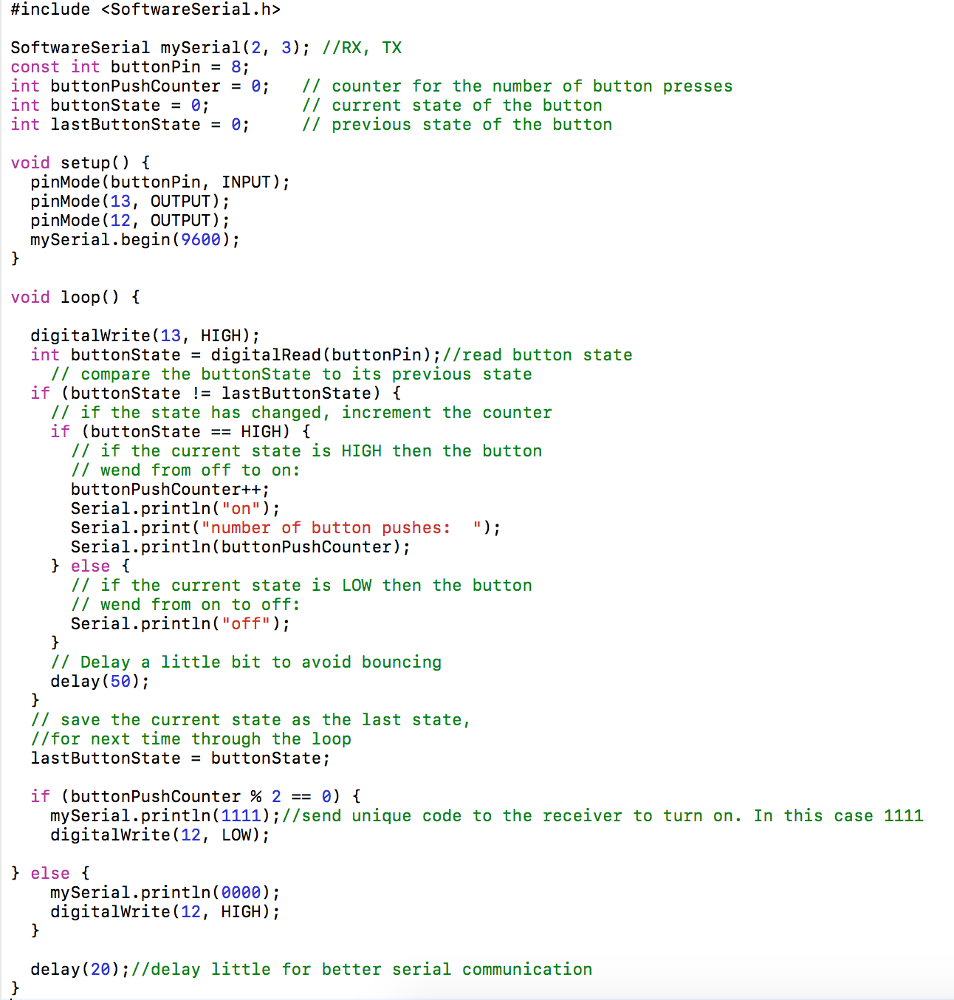 #include <SoftwareSerial.h>

SoftwareSerial mySerial(2, 3); //RX, TX
const int buttonPin = 8;
int buttonPushCounter = 0;   // counter for the number of button presses
int buttonState = 0;         // current state of the button
int lastButtonState = 0;     // previous state of the button

void setup() {
  pinMode(buttonPin, INPUT);
  pinMode(13, OUTPUT);
  pinMode(12, OUTPUT);
  mySerial.begin(9600);
}

void loop() {

  digitalWrite(13, HIGH);
  int buttonState = digitalRead(buttonPin);//read button state
    // compare the buttonState to its previous state
  if (buttonState != lastButtonState) {
    // if the state has changed, increment the counter
    if (buttonState == HIGH) {
      // if the current state is HIGH then the button
      // wend from off to on:
      buttonPushCounter++;
      Serial.println("on");
      Serial.print("number of button pushes:  ");
      Serial.println(buttonPushCounter);
    } else {
      // if the current state is LOW then the button
      // wend from on to off:
      Serial.println("off");
    }
    // Delay a little bit to avoid bouncing
    delay(50);
  }
  // save the current state as the last state,
  //for next time through the loop
  lastButtonState = buttonState;

  if (buttonPushCounter % 2 == 0) {
    mySerial.println(1111);//send unique code to the receiver to turn on. In this case 1111
    digitalWrite(12, LOW);

} else {
    mySerial.println(0000);
    digitalWrite(12, HIGH);
  }

  delay(20);//delay little for better serial communication
}